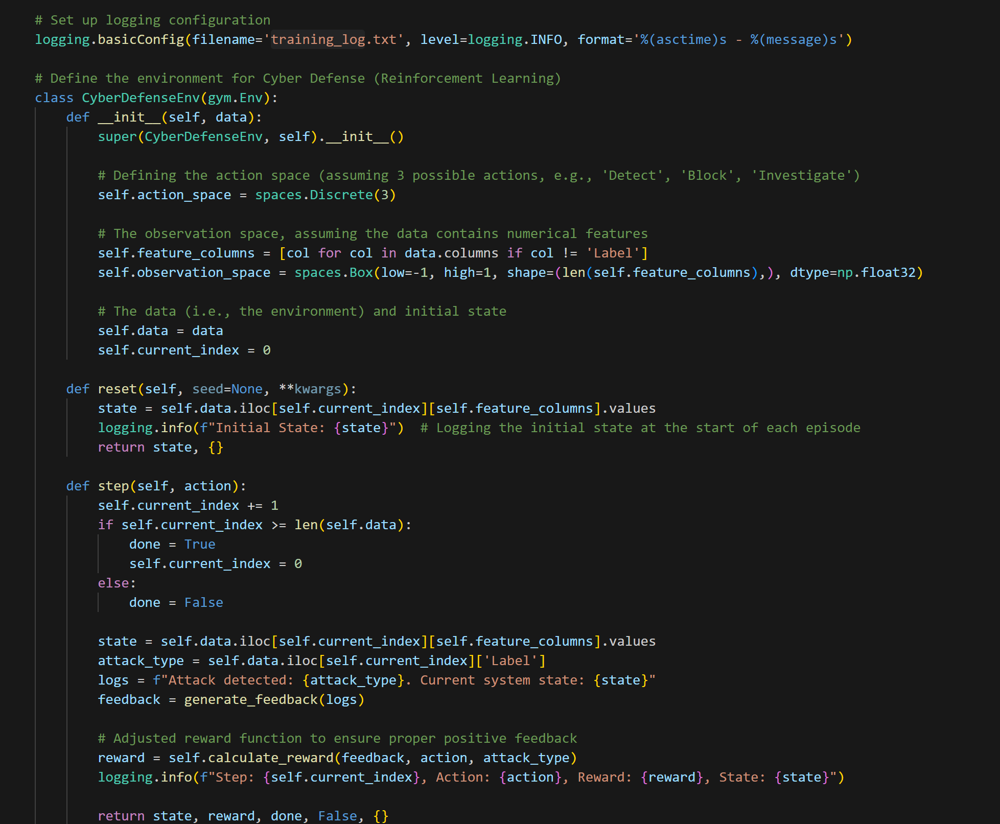 # Set up logging configuration
logging.basicConfig(filename='training_log.txt', level=logging.INFO, format='%(asctime)s - %(message)s')

# Define the environment for Cyber Defense (Reinforcement Learning)
class CyberDefenseEnv(gym.Env):
    def __init__(self, data):
        super(CyberDefenseEnv, self).__init__()

        # Defining the action space (assuming 3 possible actions, e.g., 'Detect', 'Block', 'Investigate')
        self.action_space = spaces.Discrete(3)

        # The observation space, assuming the data contains numerical features
        self.feature_columns = [col for col in data.columns if col != 'Label']
        self.observation_space = spaces.Box(low=-1, high=1, shape=(len(self.feature_columns),), dtype=np.float32)

        # The data (i.e., the environment) and initial state
        self.data = data
        self.current_index = 0

    def reset(self, seed=None, **kwargs):
        state = self.data.iloc[self.current_index][self.feature_columns].values
        logging.info(f"Initial State: {state}")  # Logging the initial state at the start of each episode
        return state, {}

    def step(self, action):
        self.current_index += 1
        if self.current_index >= len(self.data):
            done = True
            self.current_index = 0
        else:
            done = False

        state = self.data.iloc[self.current_index][self.feature_columns].values
        attack_type = self.data.iloc[self.current_index]['Label']
        logs = f"Attack detected: {attack_type}. Current system state: {state}"
        feedback = generate_feedback(logs)

        # Adjusted reward function to ensure proper positive feedback
        reward = self.calculate_reward(feedback, action, attack_type)
        logging.info(f"Step: {self.current_index}, Action: {action}, Reward: {reward}, State: {state}")

        return state, reward, done, False, {}